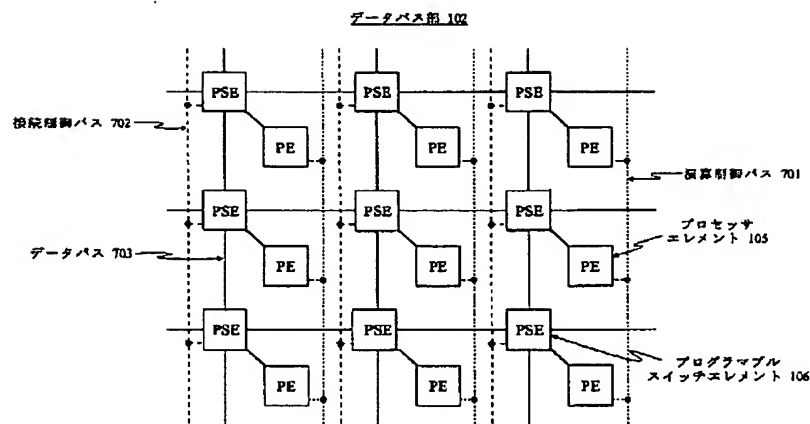 データパス部 102
PSE
PSE
PSE
接続制御バス 702
PE
PE
PE
演算制御バス 701
PSE
PSE
PSE
プロセッサ
エレメント 105
データバス 703
PE
PE
PE
PSE
PSE
PSE
プログラマブル
スイッチエレメント 106
PE
PE
PE